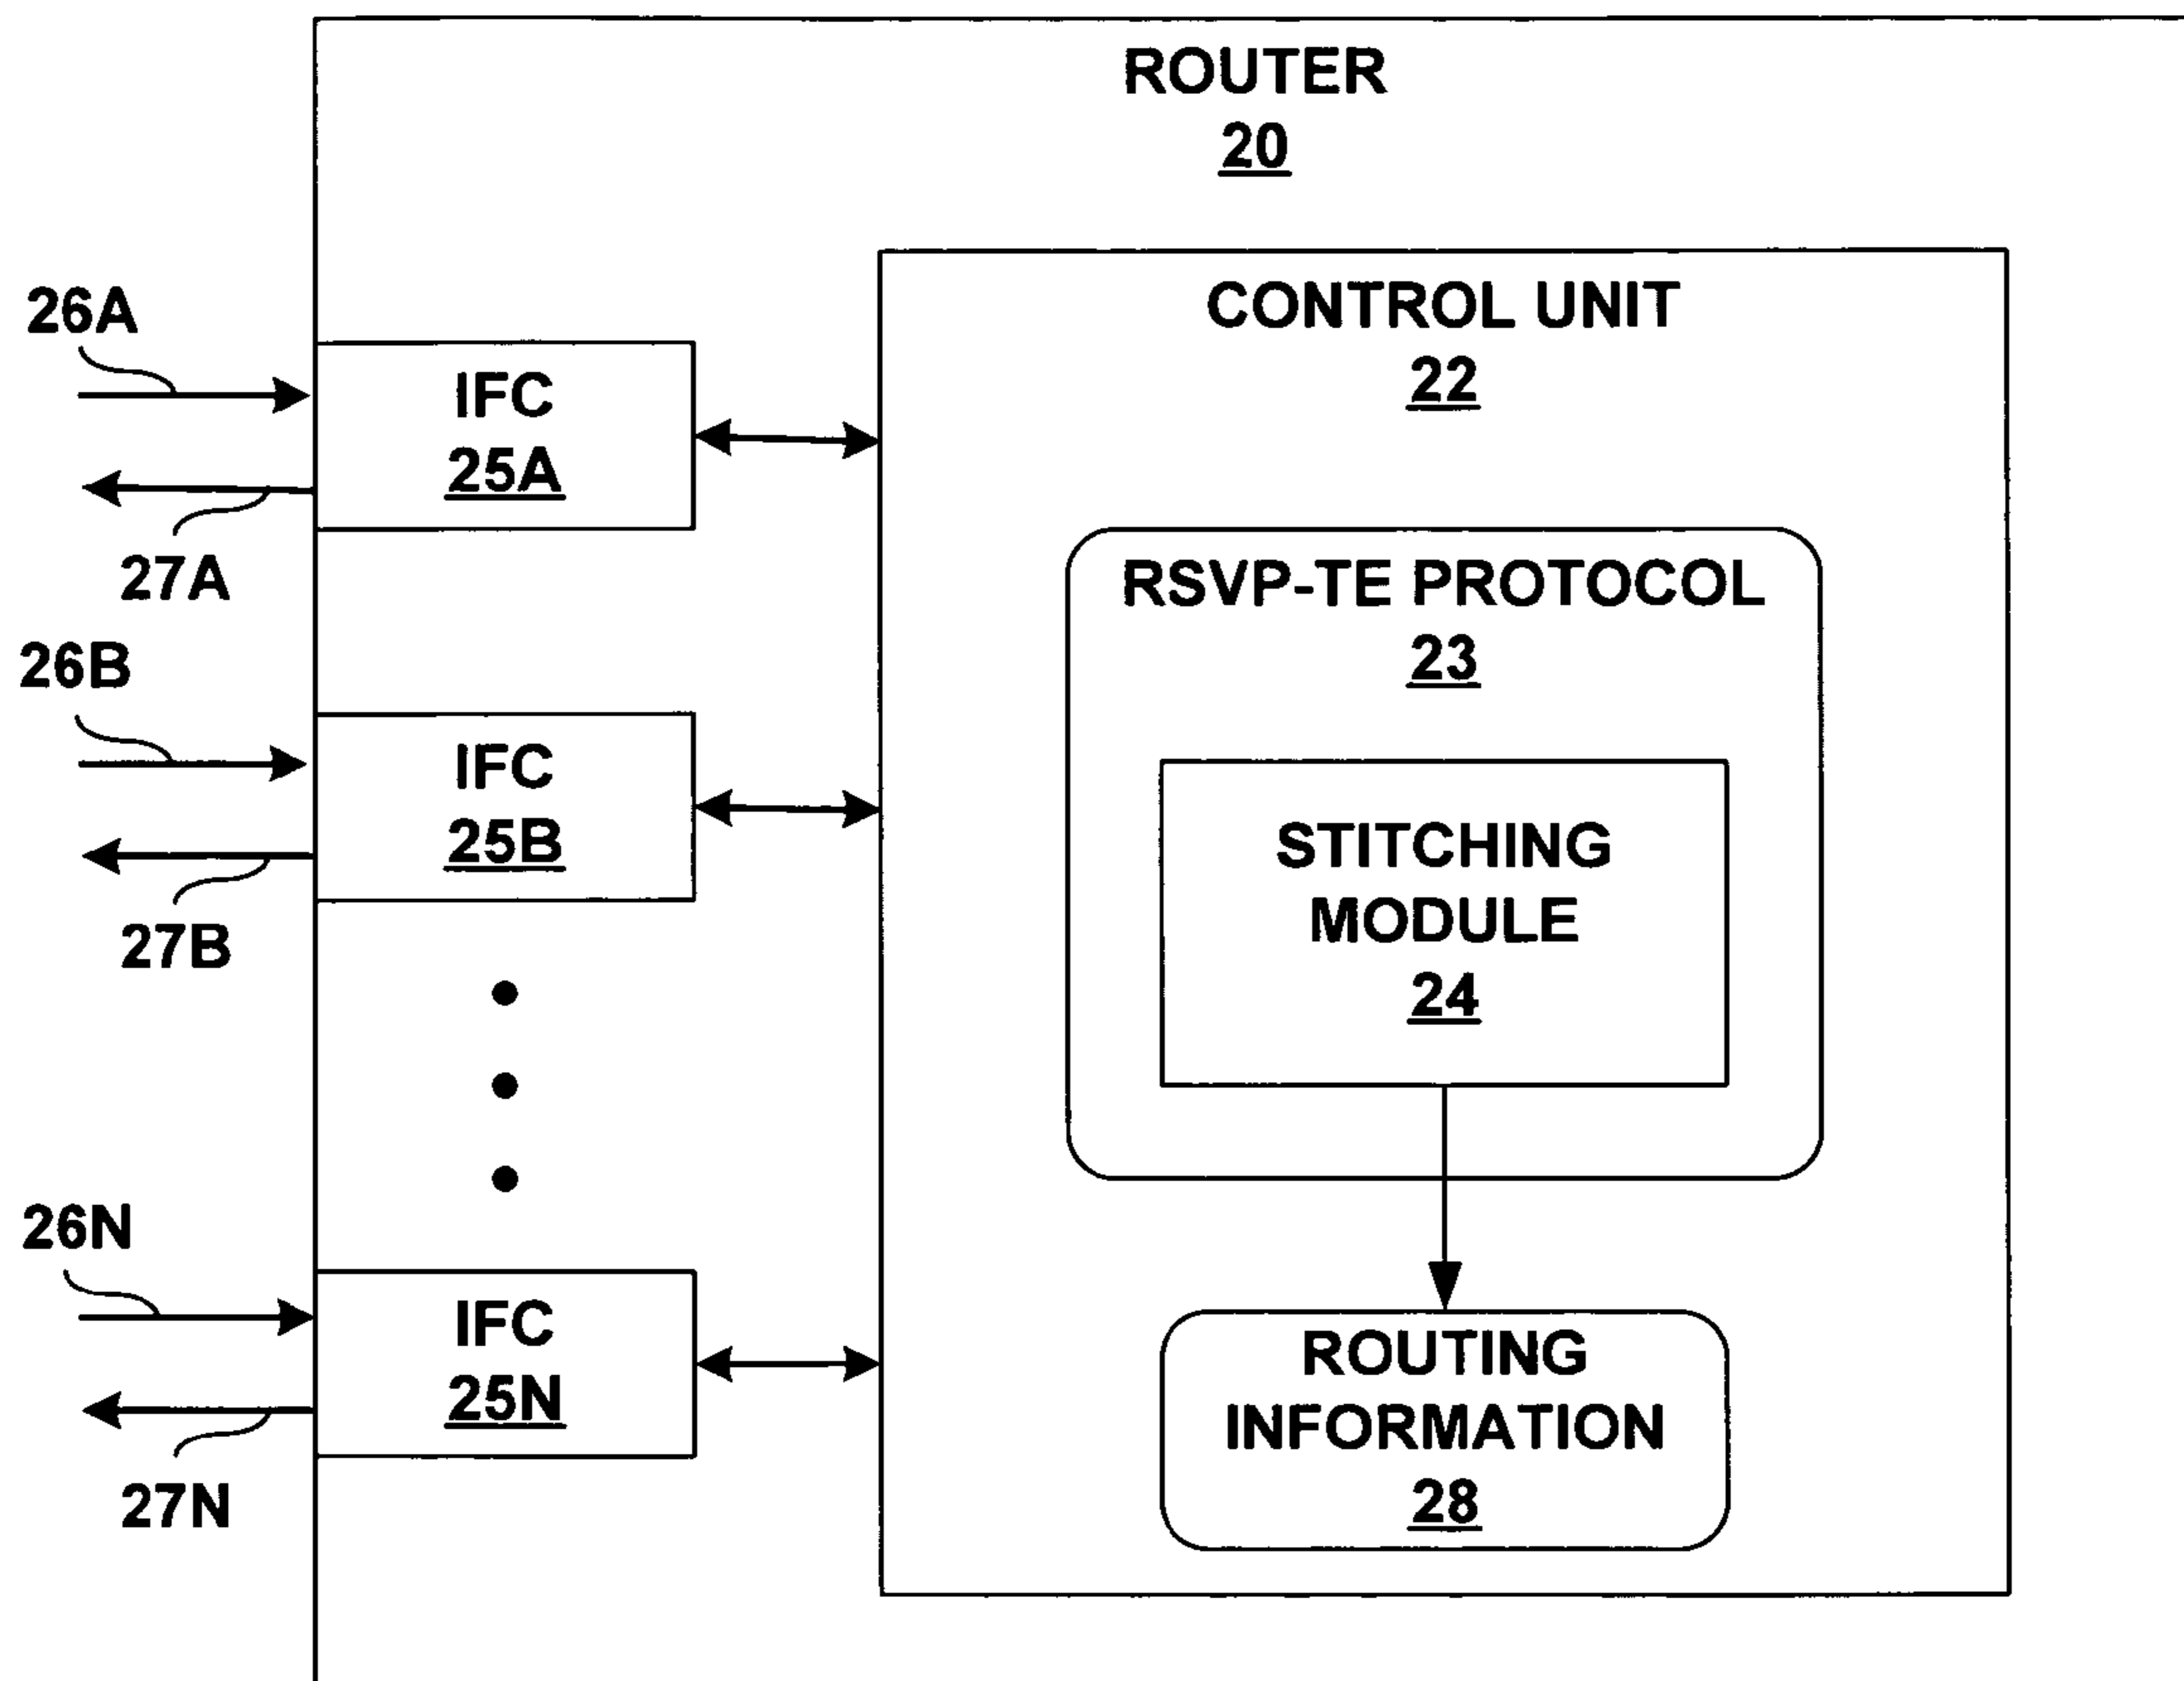 ROUTER
20
CONTROL UNIT
22
26A
IFC
25A
27A
RSVP-TE PROTOCOL
23
26B
IFC
25B
27B
STITCHING
MODULE
24
26N
IFC
25N
27N
ROUTING
INFORMATION
28